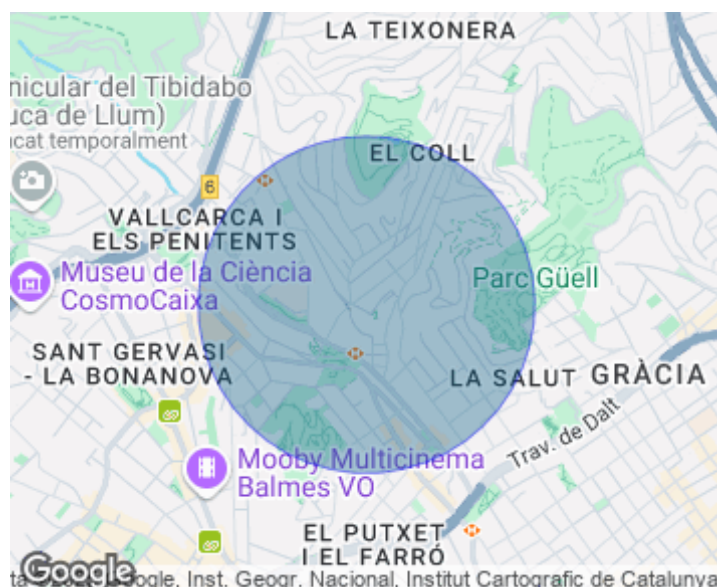 LA TEIXONERA
nicular del Tibidabo
uca de Llum)
ncat temporalment
EL COLL
6
VALLCARCA I
ELS PENITENTS
Museu de la Ciència
CosmoCaixa
Parc Güell
SANT GERVASI
- LA BONANOVA
LA SALUT
GRÀCIA
Trav. de Dalt
Mooby Multicinema
Balmes VO
EL PUTXET
I EL FARRÓ
Google
Google, Inst. Geogr. Nacional, Institut Cartogràfic de Catalunya